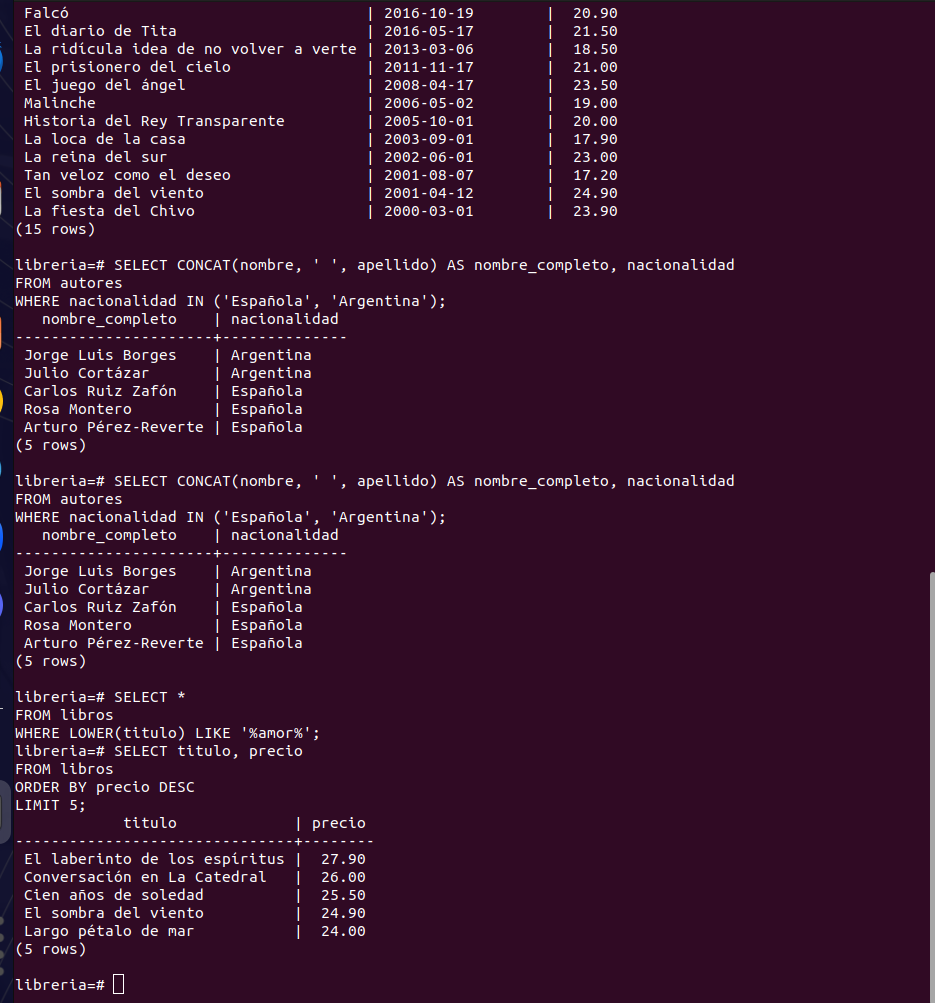 Falcó | 2016-10-19 | 20.90
El diario de Tita | 2016-05-17 | 21.50
La ridícula idea de no volver a verte | 2013-03-06 | 18.50
El prisionero del cielo | 2011-11-17 | 21.00
El juego del ángel | 2008-04-17 | 23.50
Malinche | 2006-05-02 | 19.00
Historia del Rey Transparente | 2005-10-01 | 20.00
La loca de la casa | 2003-09-01 | 17.90
La reina del sur | 2002-06-01 | 23.00
Tan veloz como el deseo | 2001-08-07 | 17.20
El sombra del viento | 2001-04-12 | 24.90
La fiesta del Chivo | 2000-03-01 | 23.90
(15 rows)
libreria=# SELECT CONCAT(nombre, ' ', apellido) AS nombre_completo, nacionalidad
FROM autores
WHERE nacionalidad IN ('Española', 'Argentina');
nombre_completo | nacionalidad
----------------------+--------------
Jorge Luis Borges | Argentina
Julio Cortázar | Argentina
Carlos Ruiz Zafón | Española
Rosa Montero | Española
Arturo Pérez-Reverte | Española
(5 rows)
libreria=# SELECT CONCAT(nombre, ' ', apellido) AS nombre_completo, nacionalidad
FROM autores
WHERE nacionalidad IN ('Española', 'Argentina');
nombre_completo | nacionalidad
----------------------+--------------
Jorge Luis Borges | Argentina
Julio Cortázar | Argentina
Carlos Ruiz Zafón | Española
Rosa Montero | Española
Arturo Pérez-Reverte | Española
(5 rows)
libreria=# SELECT *
FROM libros
WHERE LOWER(titulo) LIKE '%amor%';
libreria=# SELECT titulo, precio
FROM libros
ORDER BY precio DESC
LIMIT 5;
titulo | precio
-------------------------------+--------
El laberinto de los espíritus | 27.90
Conversación en La Catedral | 26.00
Cien años de soledad | 25.50
El sombra del viento | 24.90
Largo pétalo de mar | 24.00
(5 rows)
libreria=#